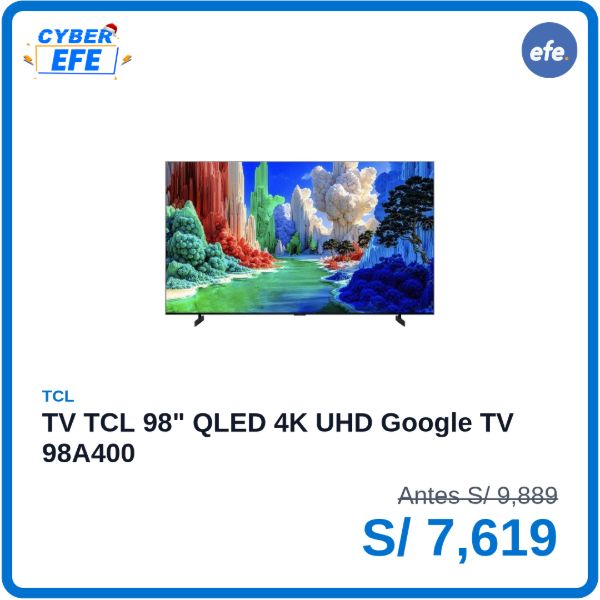 CYBER
EFE
efe.
TCL
TV TCL 98" QLED 4K UHD Google TV
98A400
Antes S/ 9,889
S/ 7,619